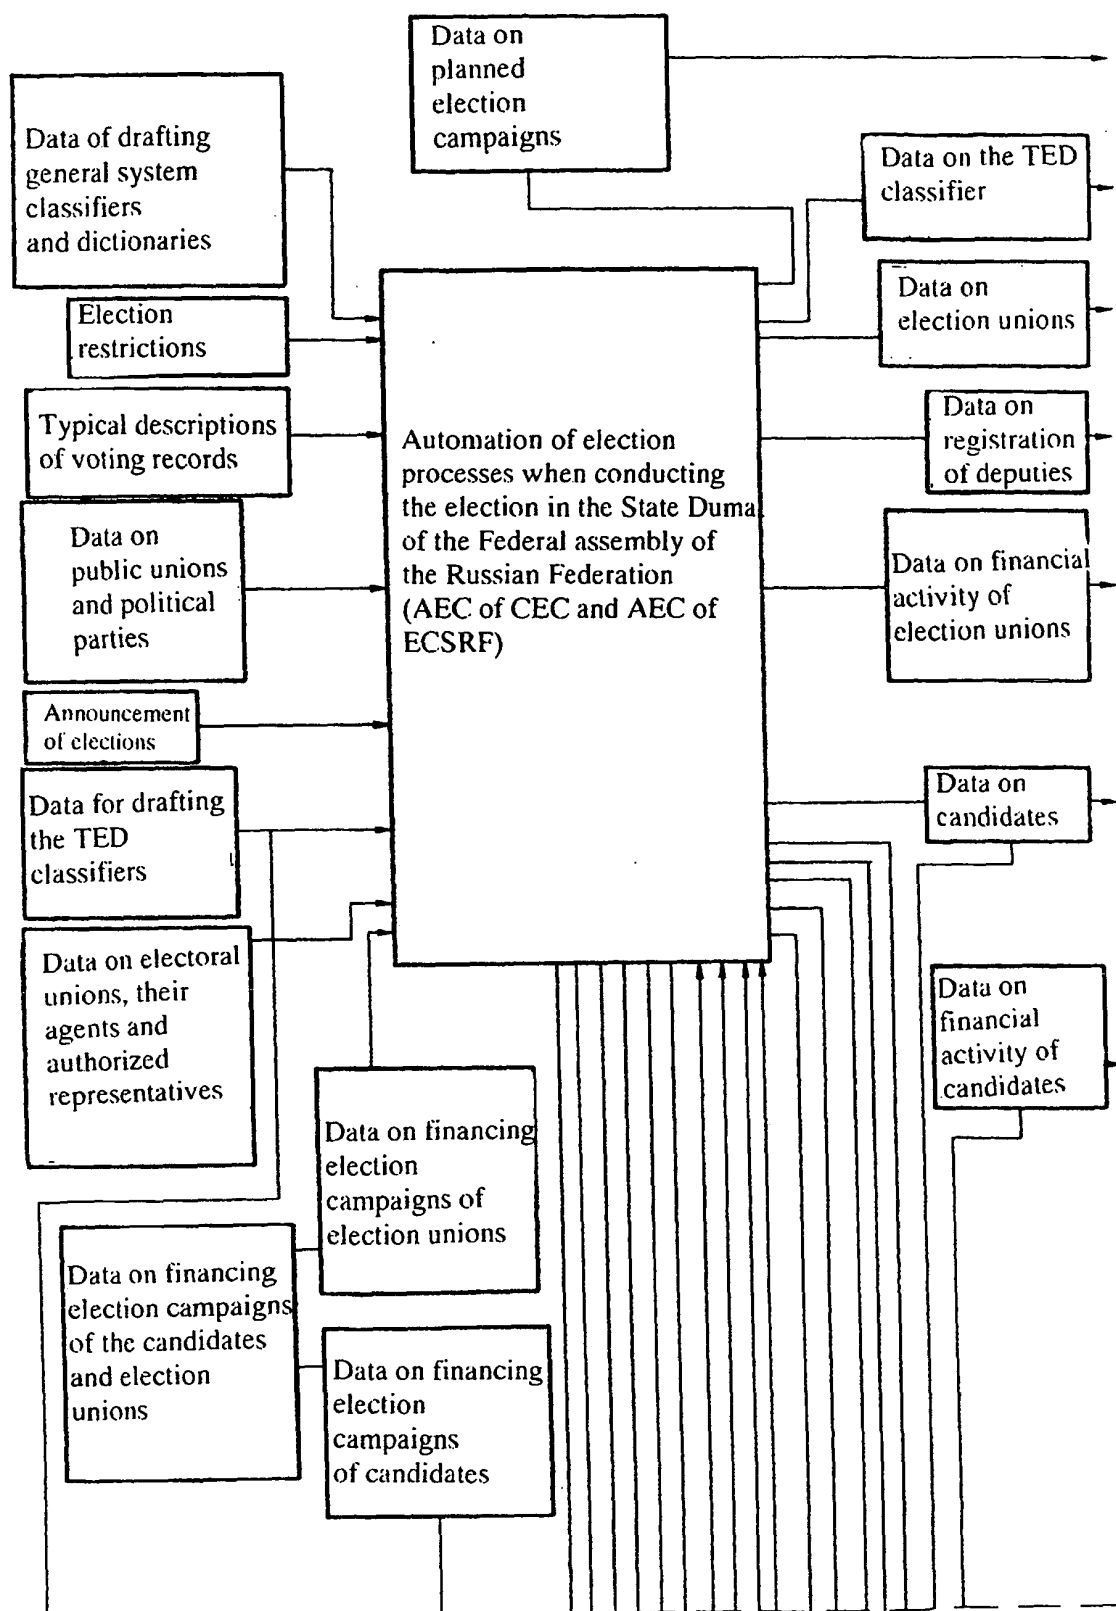 Data on
planned
election
campaigns
Data of drafting
general system
classifiers
and dictionaries
Data on the TED
classifier
Election
restrictions
Data on
election unions
Typical descriptions
of voting records
Data on
registration
of deputies
Automation of election
processes when conducting
the election in the State Duma
of the Federal assembly of
the Russian Federation
(AEC of CEC and AEC of
ECSRF)
Data on
public unions
and political
parties
Data on financial
activity of
election unions
Announcement
of elections
Data for drafting
the TED
classifiers
Data on
candidates
Data on electoral
unions, their
agents and
authorized
representatives
Data on
financial
activity of
candidates
Data on financing
election
campaigns of
election unions
Data on financing
election campaigns
of the candidates
and election
unions
Data on financing
election
campaigns
of candidates